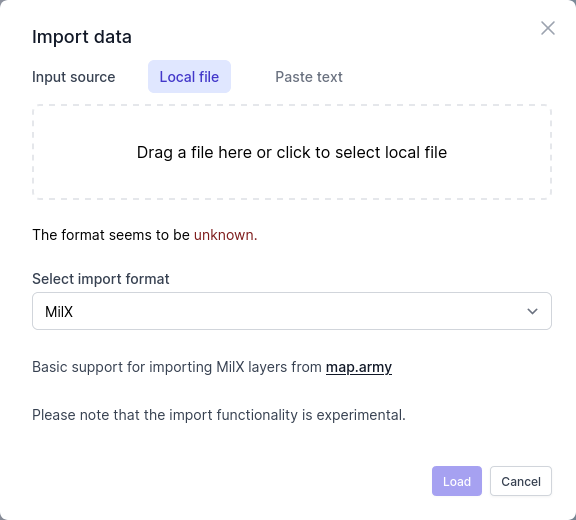 Import data
Input source Local file Paste text
Drag a file here or click to select local file
The format seems to be unknown.
Select import format
MilX
Basic support for importing MilX layers from map.army
Please note that the import functionality is experimental.
Load Cancel